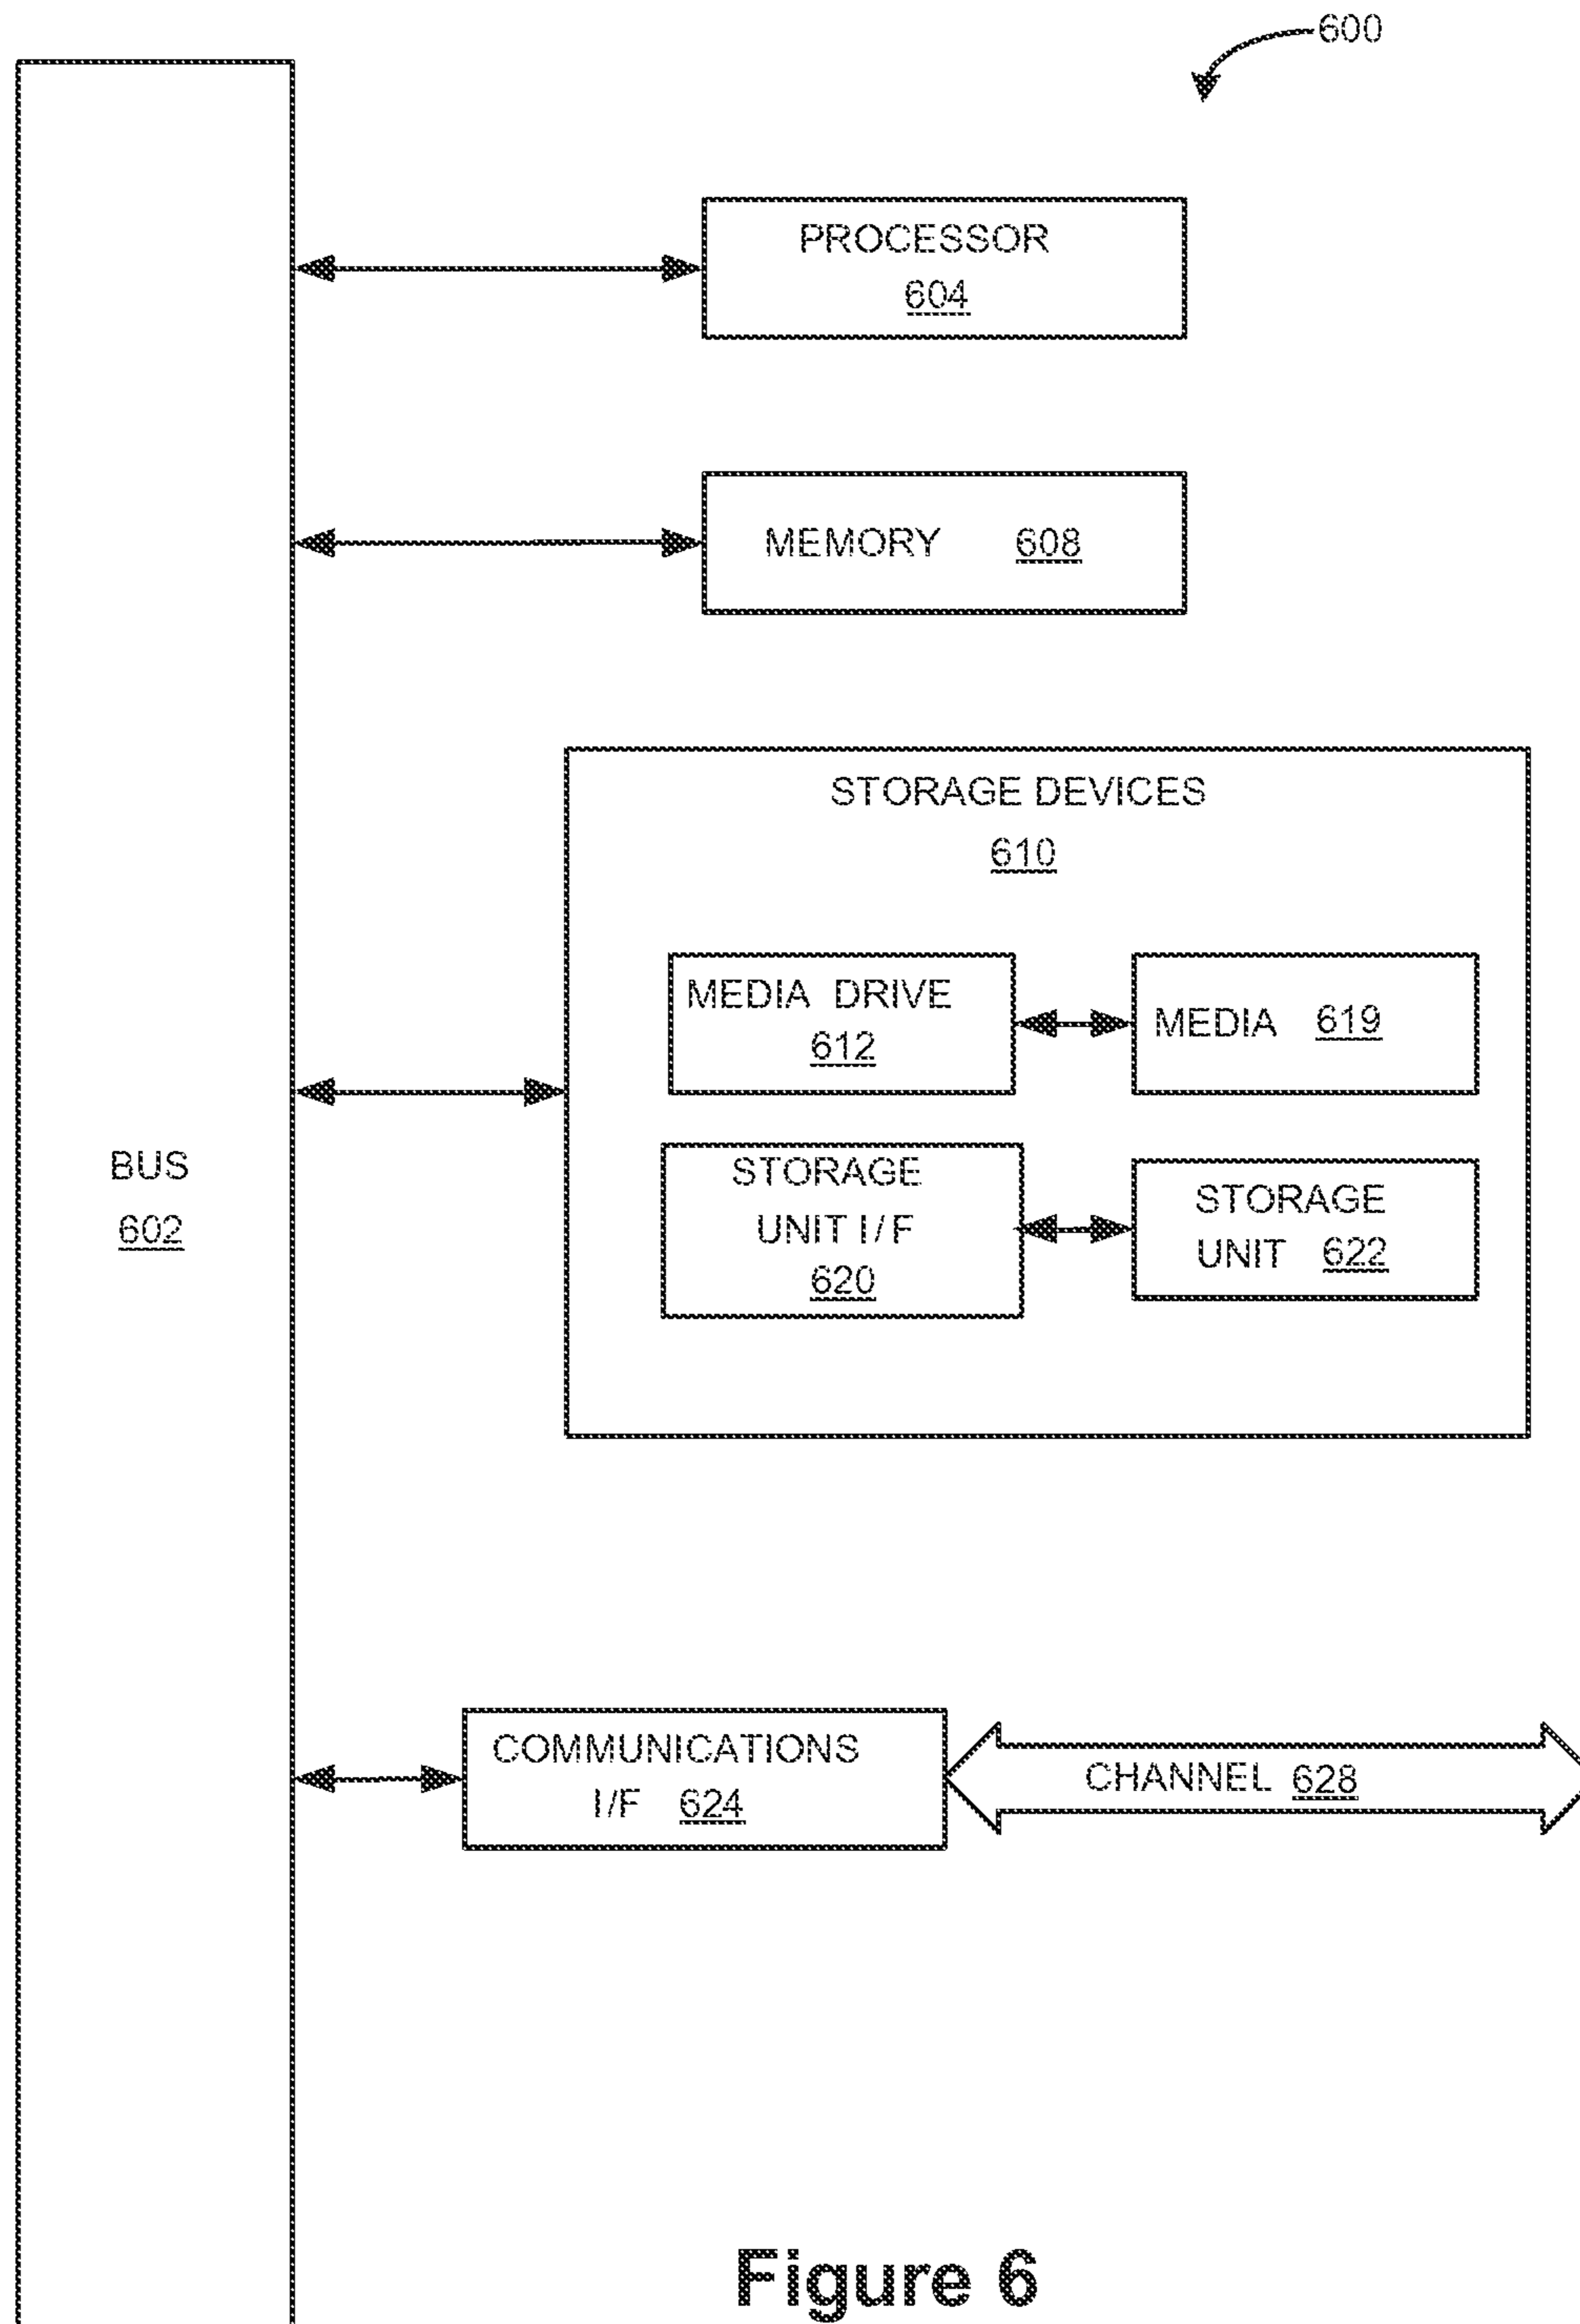 600
PROCESSOR
604
MEMORY 608
STORAGE DEVICES
610
MEDIA DRIVE
612
MEDIA 619
STORAGE
UNIT I/F
620
STORAGE
UNIT 622
BUS
602
COMMUNICATIONS
I/F 624
CHANNEL 628
Figure 6